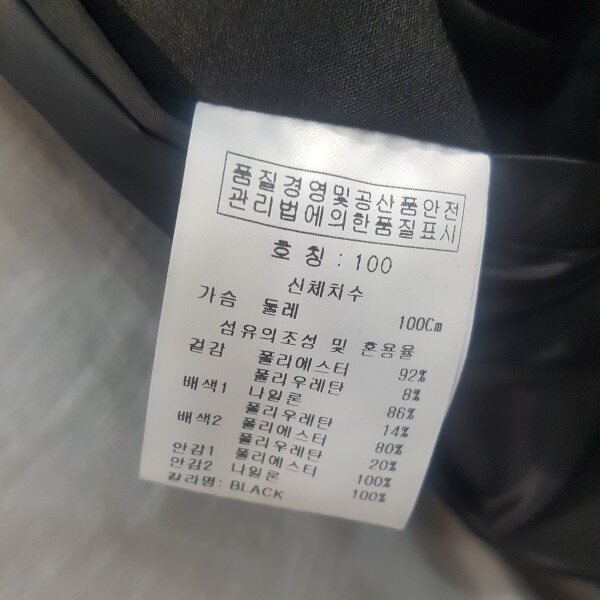 품질경영및공산품안전
관리법에의한품질표시
호 칭 : 100
신체치수
가슴 둘레 100Cm
섬유의조성 및 혼용율
겉감 폴리에스터 92%
폴리우레탄 8%
배색1 나일론 86%
폴리우레탄 14%
배색2 폴리에스터 80%
폴리우레탄 20%
안감1 폴리에스터 100%
안감2 나일론 100%
칼라명: BLACK